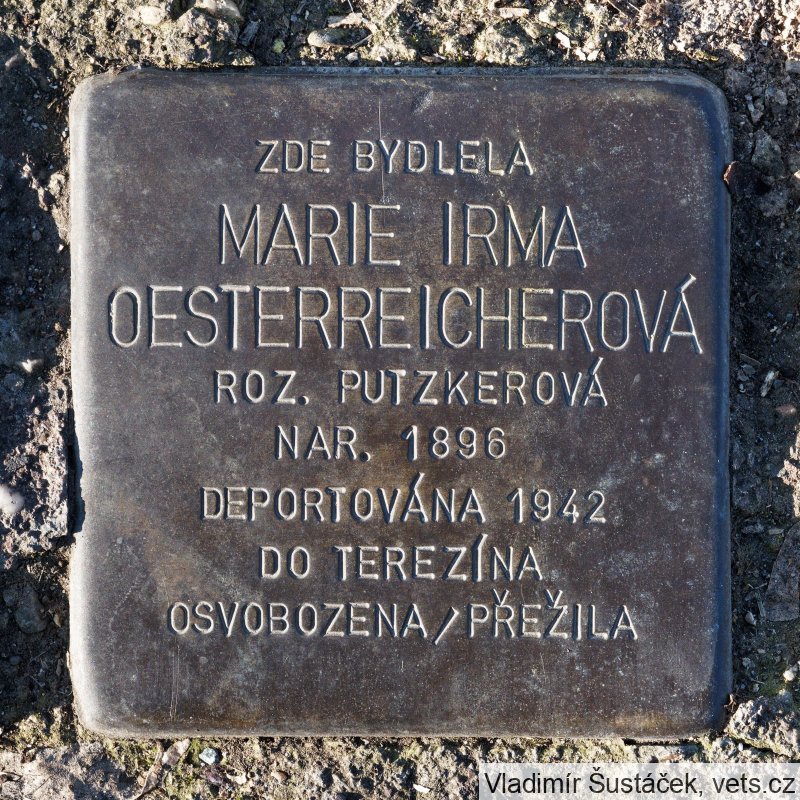 ZDE BYDLELA
MARIE IRMA
OESTERREICHEROVÁ
ROZ. PUTZKEROVÁ
NAR. 1896
DEPORTOVÁNA 1942
DO TEREZÍNA
OSVOBOZENA/PŘEŽILA
Vladimír Šustáček, vets.cz